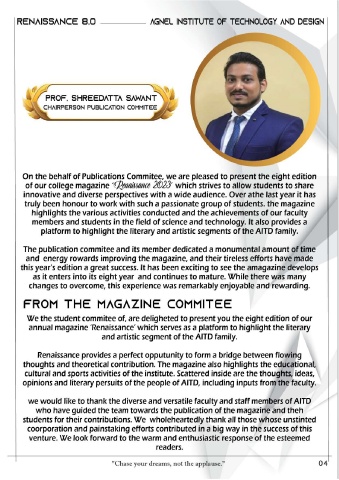 RENAISSANCE 8.0 AGNEL INSTITUTE OF TECHNOLOGY AND DESIGN
PROF. SHREEDATTA SAWANT
CHAIRPERSON PUBLICATION COMMITEE
On the behalf of Publications Commitee, we are pleased to present the eight edition
of our college magazine "Renaissance 2023" which strives to allow students to share
innovative and diverse perspectives with a wide audience. Over athe last year it has
truly been honour to work with such a passionate group of students. the magazine
highlights the various activities conducted and the achievements of our faculty
members and students in the field of science and technology. It also provides a
platform to highlight the literary and artistic segments of the AITD family.
The publication commitee and its member dedicated a monumental amount of time
and energy rowards improving the magazine, and their tireless efforts have made
this year's edition a great success. It has been exciting to see the amagazine develops
as it enters into its eight year and continues to mature. While there was many
changes to overcome, this experience was remarkably enjoyable and rewarding.
FROM THE MAGAZINE COMMITEE
We the student commitee of, are deligheted to present you the eight edition of our
annual magazine 'Renaissance' which serves as a platform to highlight the literary
and artistic segment of the AITD family.
Renaissance provides a perfect opputunity to form a bridge between flowing
thoughts and theoretical contribution. The magazine also highlights the educational,
cultural and sports activities of the institute. Scattered inside are the thoughts, ideas,
opinions and literary persuits of the people of AITD, including inputs from the faculty.
we would like to thank the diverse and versatile faculty and staff members of AITD
who have guided the team towards the publication of the magazine and theh
students for their contributions. We wholeheartedly thank all those whose unstinted
coorporation and painstaking efforts contributed in a big way in the success of this
venture. We look forward to the warm and enthusiastic response of the esteemed
readers.
"Chase your dreams, not the applause." 04